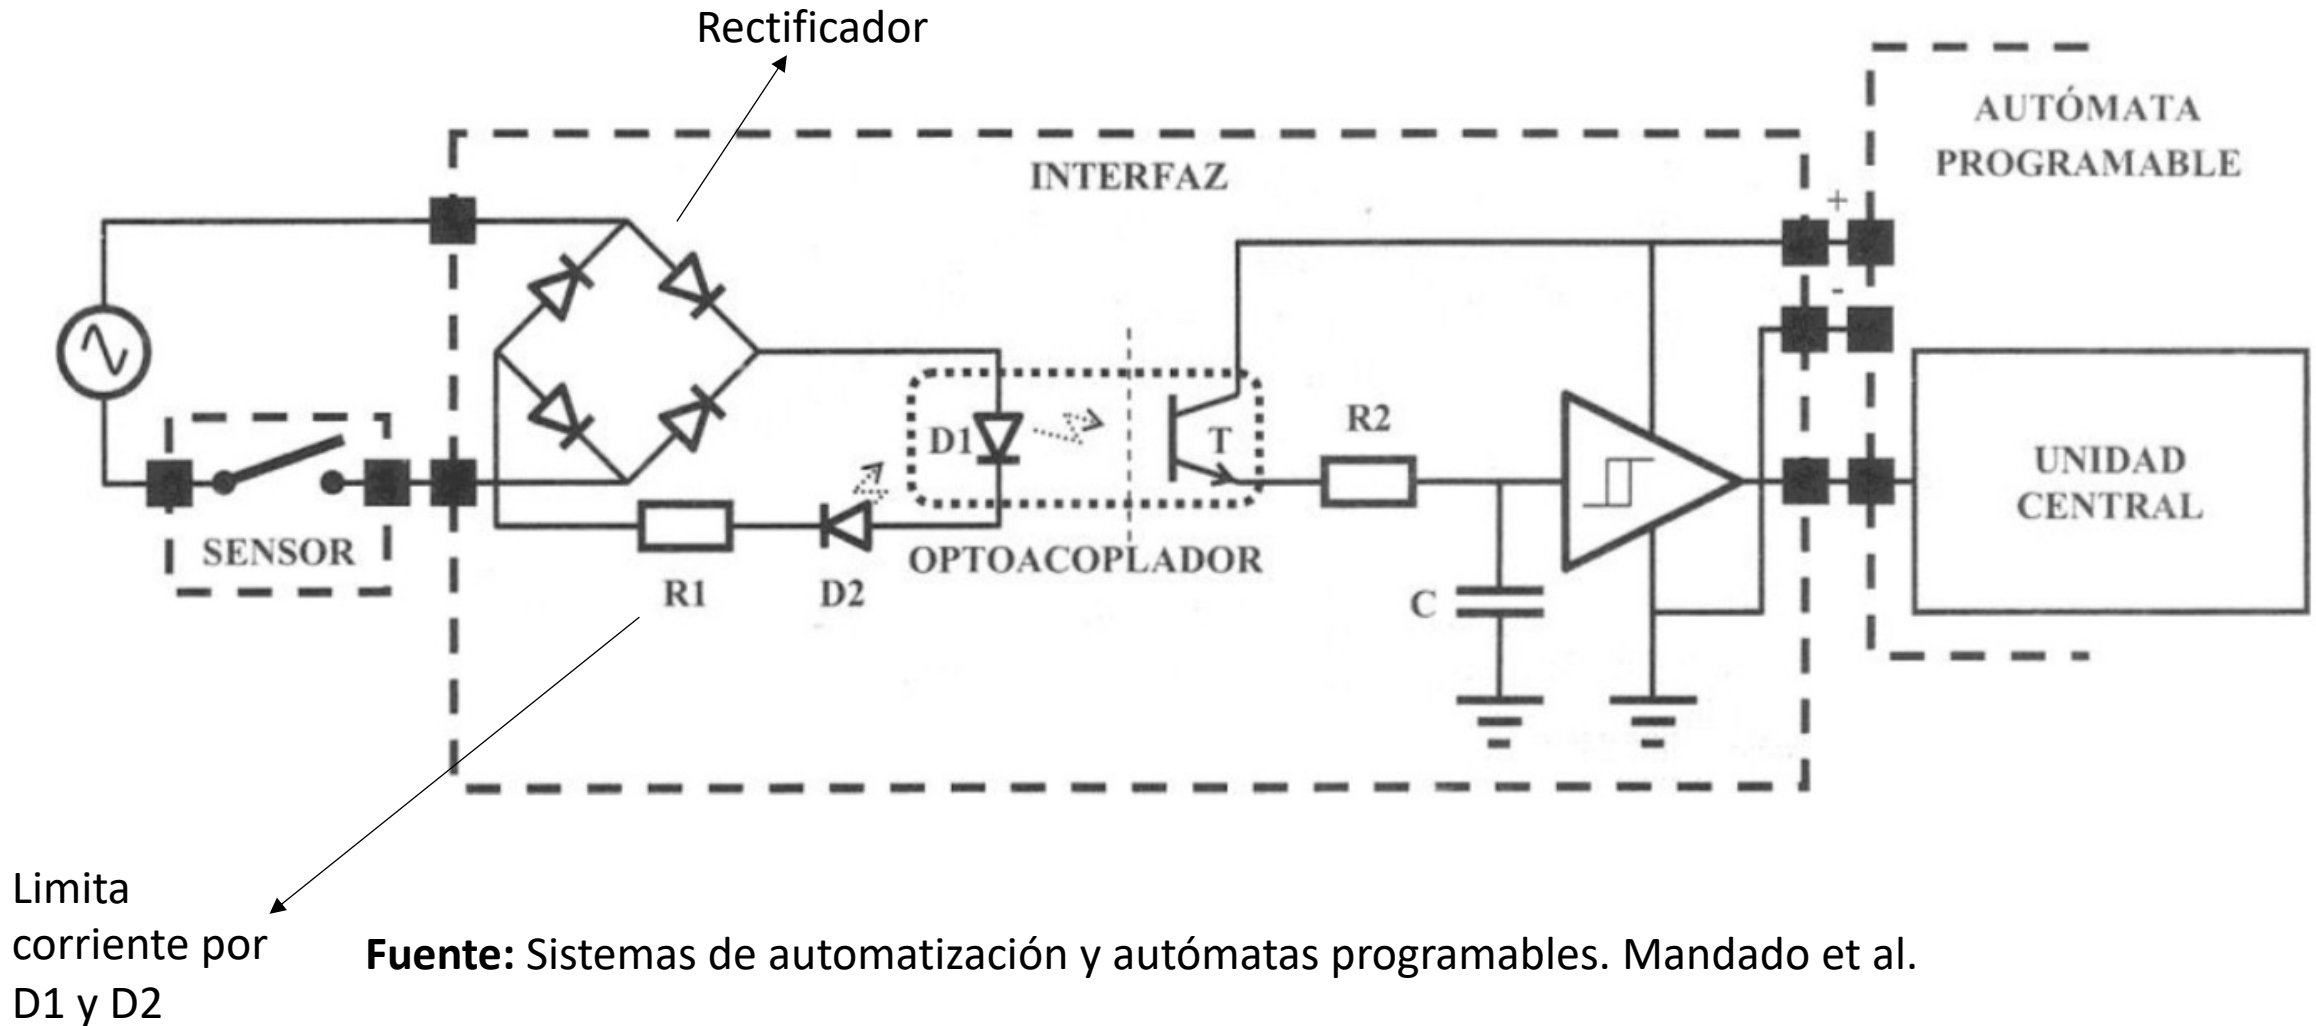 Rectificador
AUTÓMATA
PROGRAMABLE
INTERFAZ
+
-
D1
T
R2
UNIDAD
CENTRAL
SENSOR
OPTOACOPLADOR
R1
D2
C
Limita
corriente por
D1 y D2
Fuente: Sistemas de automatización y autómatas programables. Mandado et al.